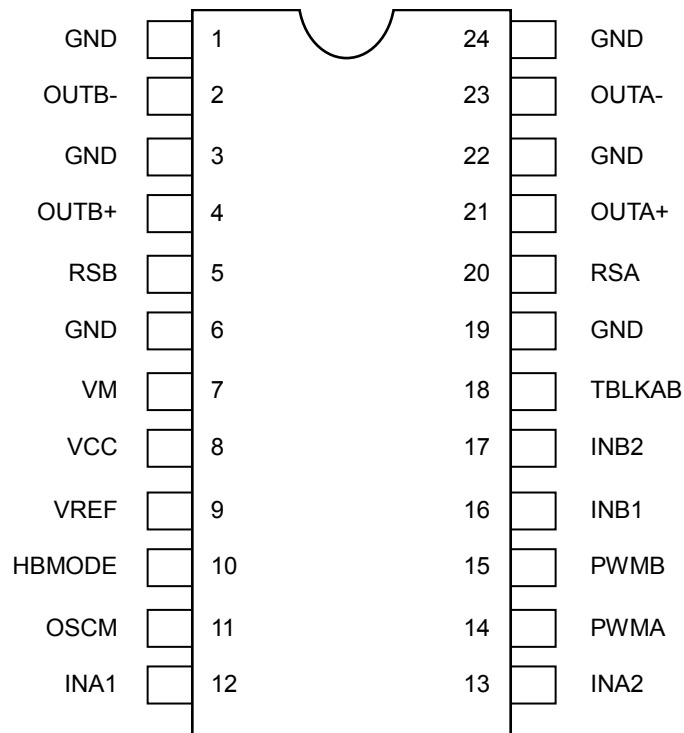 GND 1 24 GND
OUTB- 2 23 OUTA-
GND 3 22 GND
OUTB+ 4 21 OUTA+
RSB 5 20 RSA
GND 6 19 GND
VM 7 18 TBLKAB
VCC 8 17 INB2
VREF 9 16 INB1
HBMODE 10 15 PWMB
OSCM 11 14 PWMA
INA1 12 13 INA2